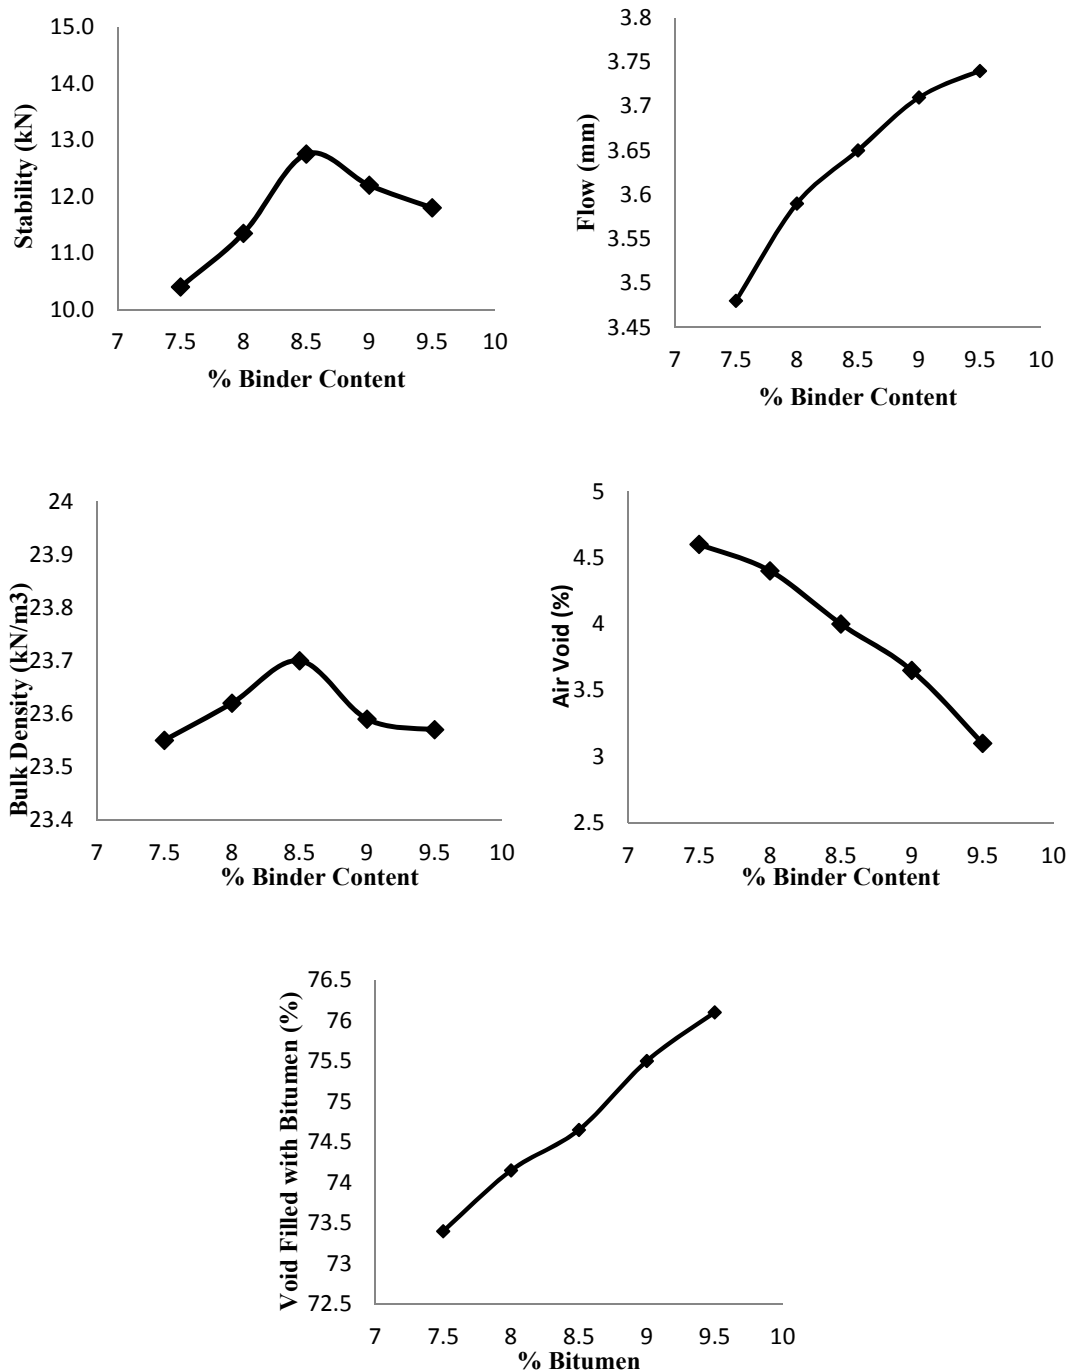 15.0
14.0
13.0
12.0
11.0
10.0
Stability (kN)
7 7.5 8 8.5 9 9.5 10
% Binder Content
3.8
3.75
3.7
3.65
3.6
3.55
3.5
3.45
Flow (mm)
7 7.5 8 8.5 9 9.5 10
% Binder Content
24
23.9
23.8
23.7
23.6
23.5
23.4
Bulk Density (kN/m3)
7 7.5 8 8.5 9 9.5 10
% Binder Content
5
4.5
4
3.5
3
2.5
Air Void (%)
7 7.5 8 8.5 9 9.5 10
% Binder Content
76.5
76
75.5
75
74.5
74
73.5
73
72.5
Void Filled with Bitumen (%)
7 7.5 8 8.5 9 9.5 10
% Bitumen